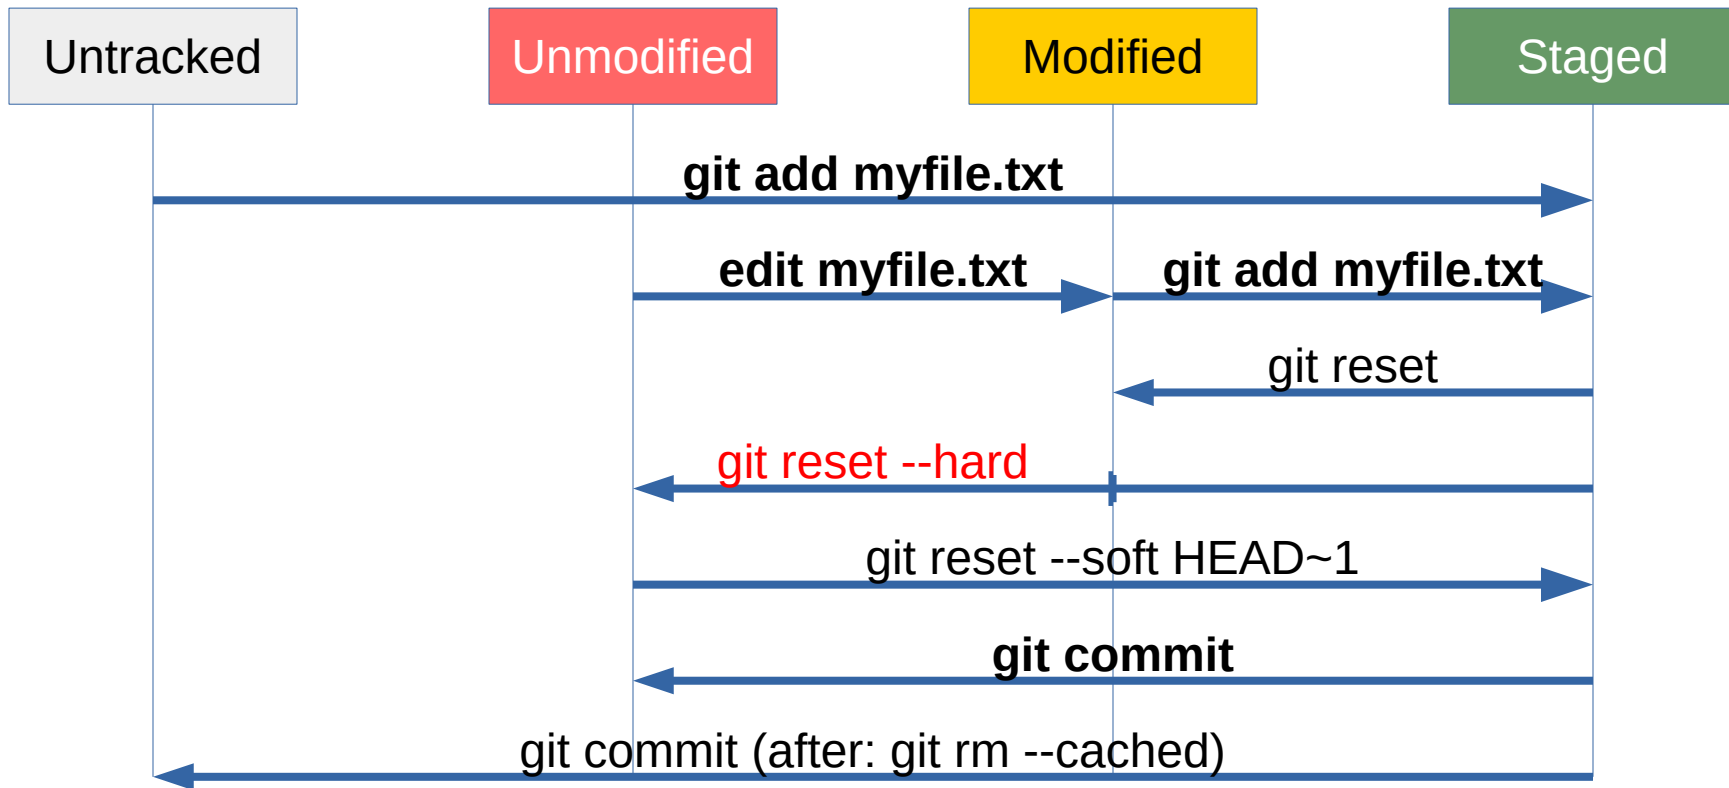 Untracked
Unmodified
Modified
Staged
git add myfile.txt
edit myfile.txt
git add myfile.txt
git reset
git reset --hard
git reset --soft HEAD~1
git commit
git commit (after: git rm --cached)